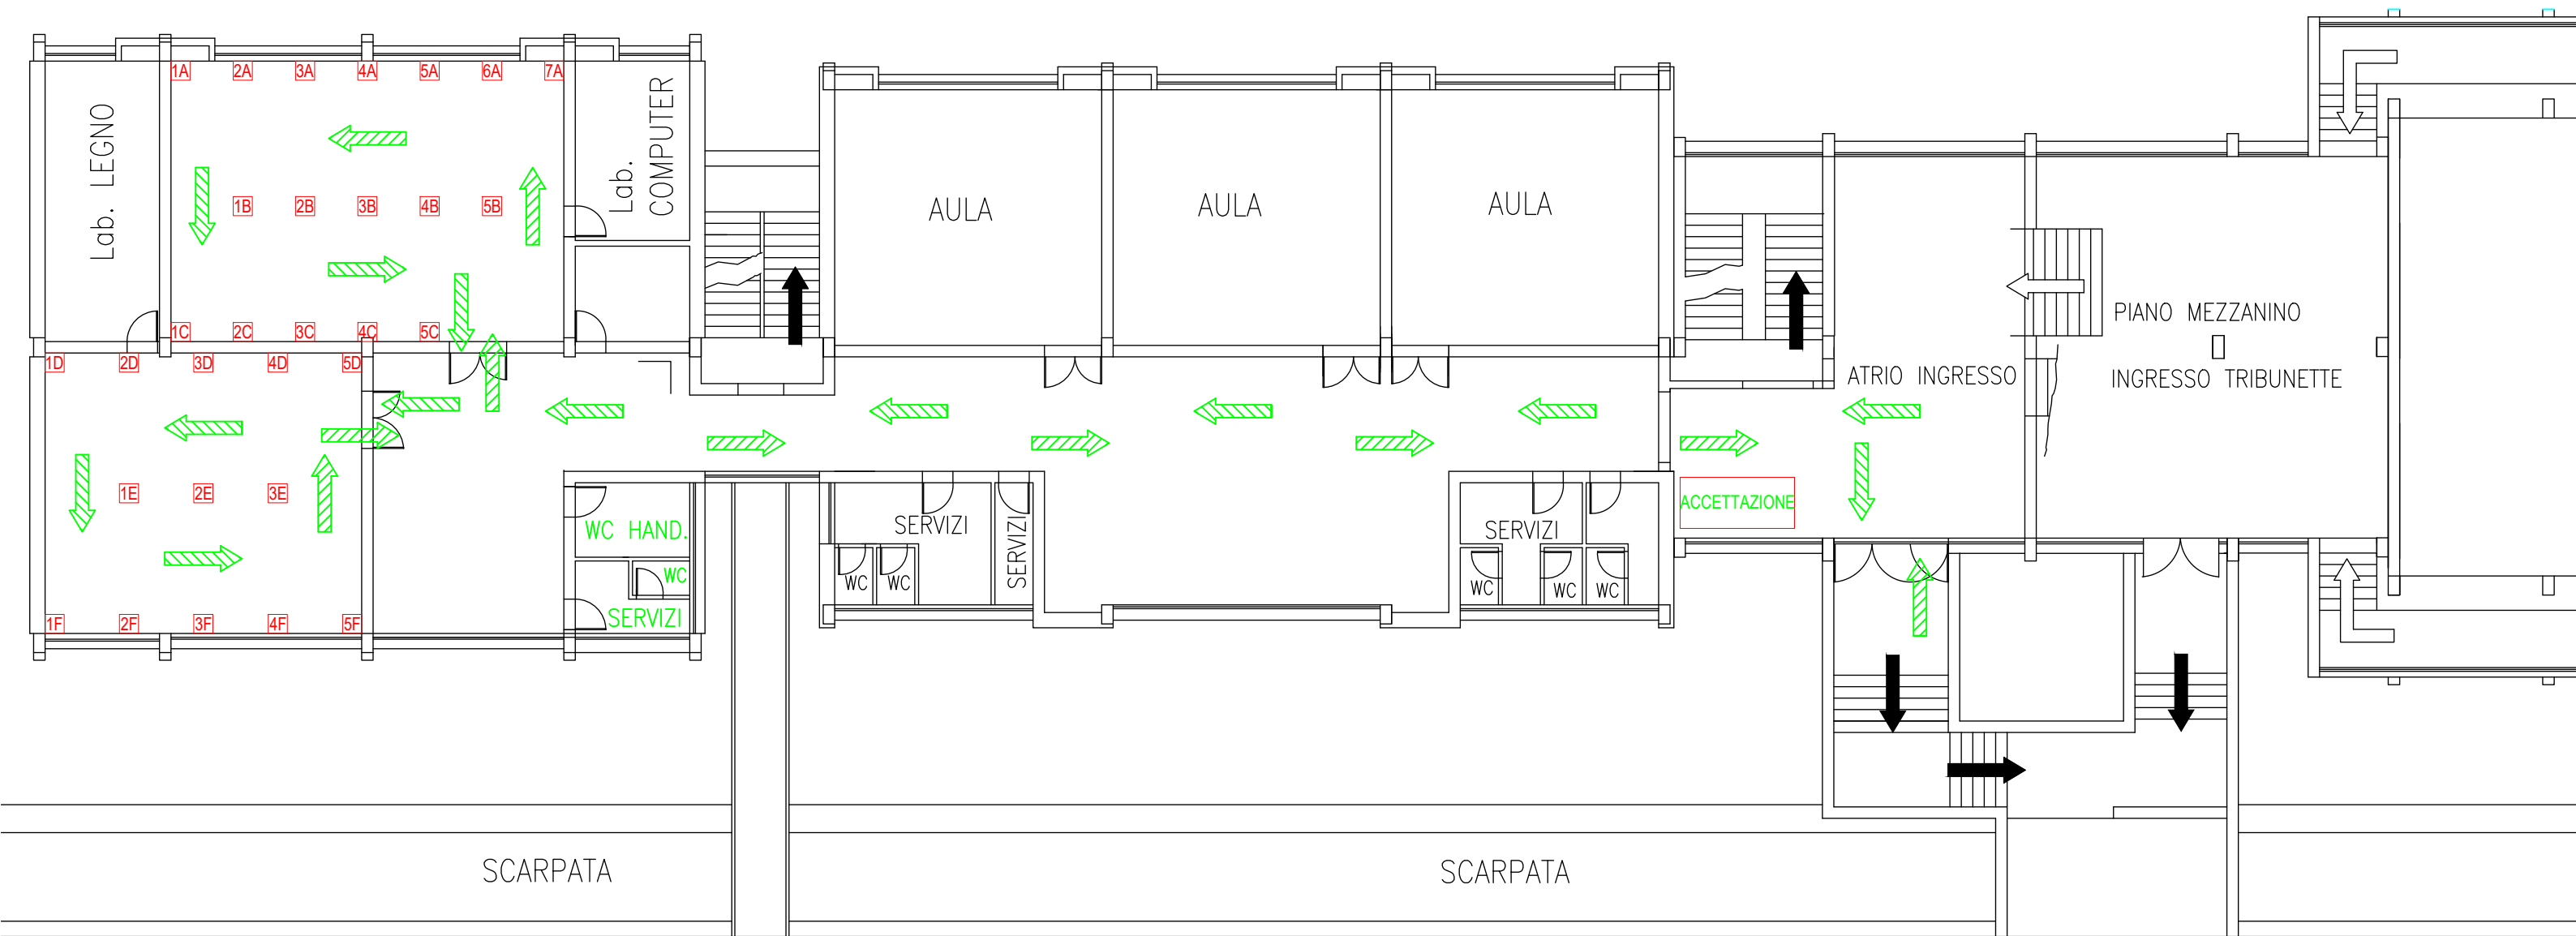 1A 2A 3A 4A 5A 6A 7A
Lab. LEGNO
Lab.
COMPUTER
1B 2B 3B 4B 5B
1C 2C 3C 4C 5C
AULA
AULA
AULA
PIANO MEZZANINO
INGRESSO TRIBUNETTE
ATRIO INGRESSO
1D 2D 3D 4D 5D
1E 2E 3E
1F 2F 3F 4F 5F
WC HAND.
WC
SERVIZI
SERVIZI
SERVIZI
WC
WC
SERVIZI
WC
WC
WC
ACCETTAZIONE
SCARPATA
SCARPATA